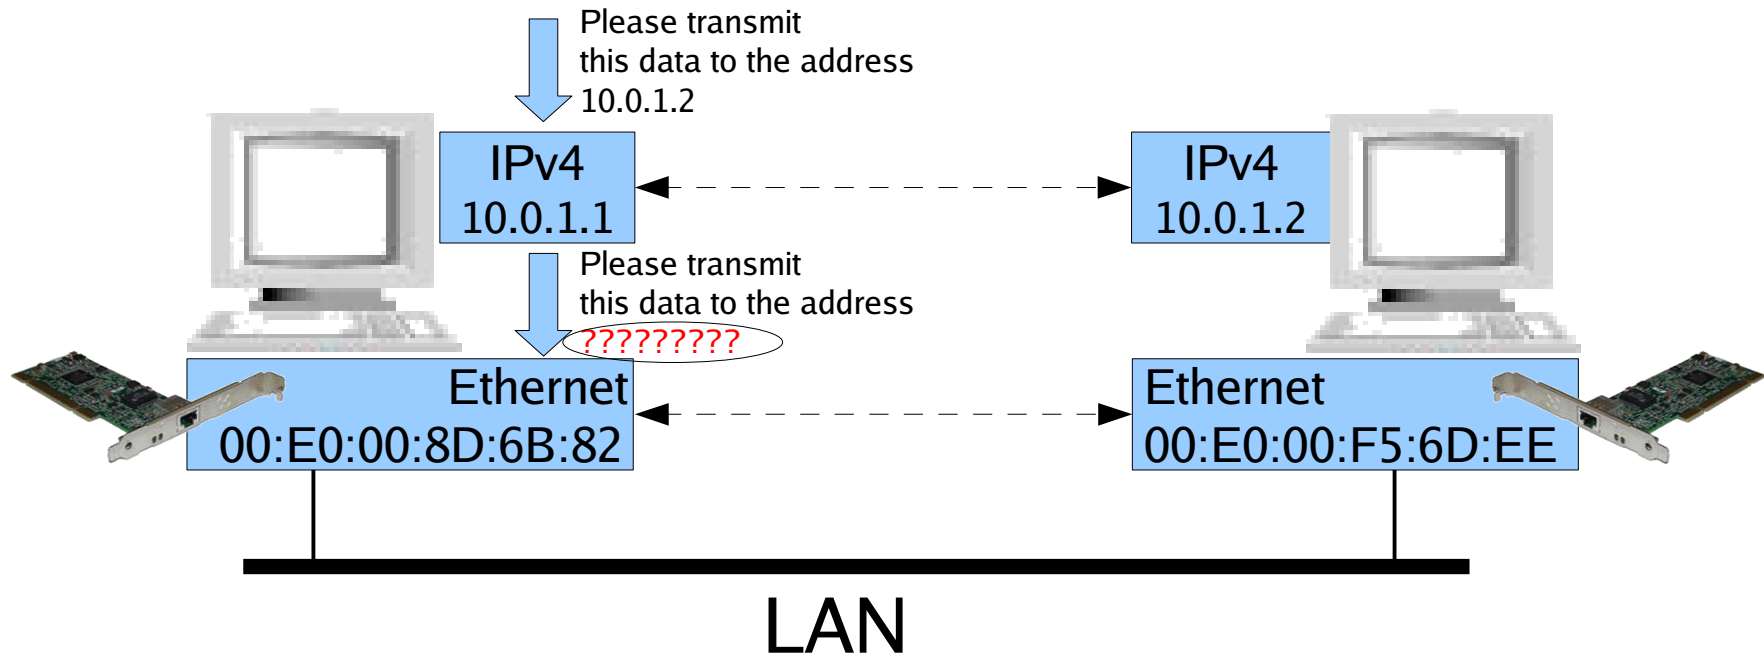 Please transmit
this data to the address
10.0.1.2
IPv4
10.0.1.1
IPv4
10.0.1.2
Please transmit
this data to the address
?????????
Ethernet
00:E0:00:8D:6B:82
Ethernet
00:E0:00:F5:6D:EE
LAN